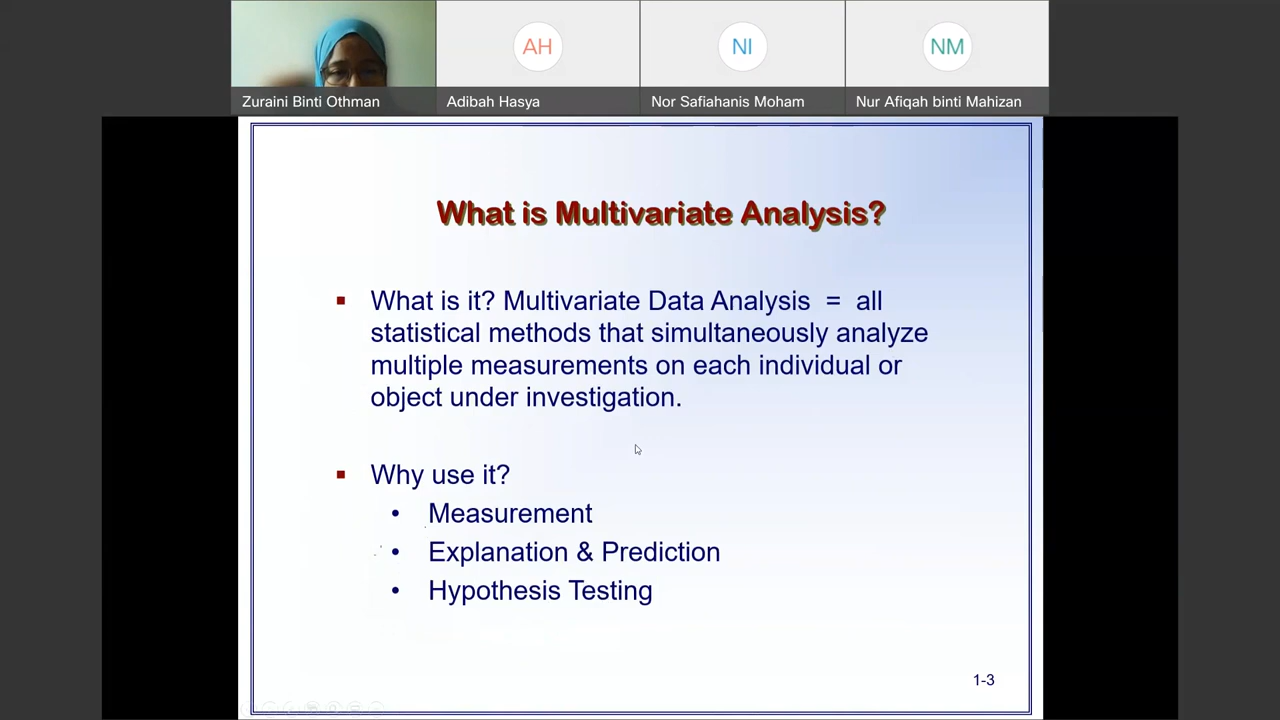 AH
NI
NM
Zuraini Binti Othman
Adibah Hasya
Nor Safiahanis Moham
Nur Afiqah binti Mahizan
What is Multivariate Analysis?
▪ What is it? Multivariate Data Analysis = all
statistical methods that simultaneously analyze
multiple measurements on each individual or
object under investigation.
▪ Why use it?
• Measurement
• Explanation & Prediction
• Hypothesis Testing
1-3